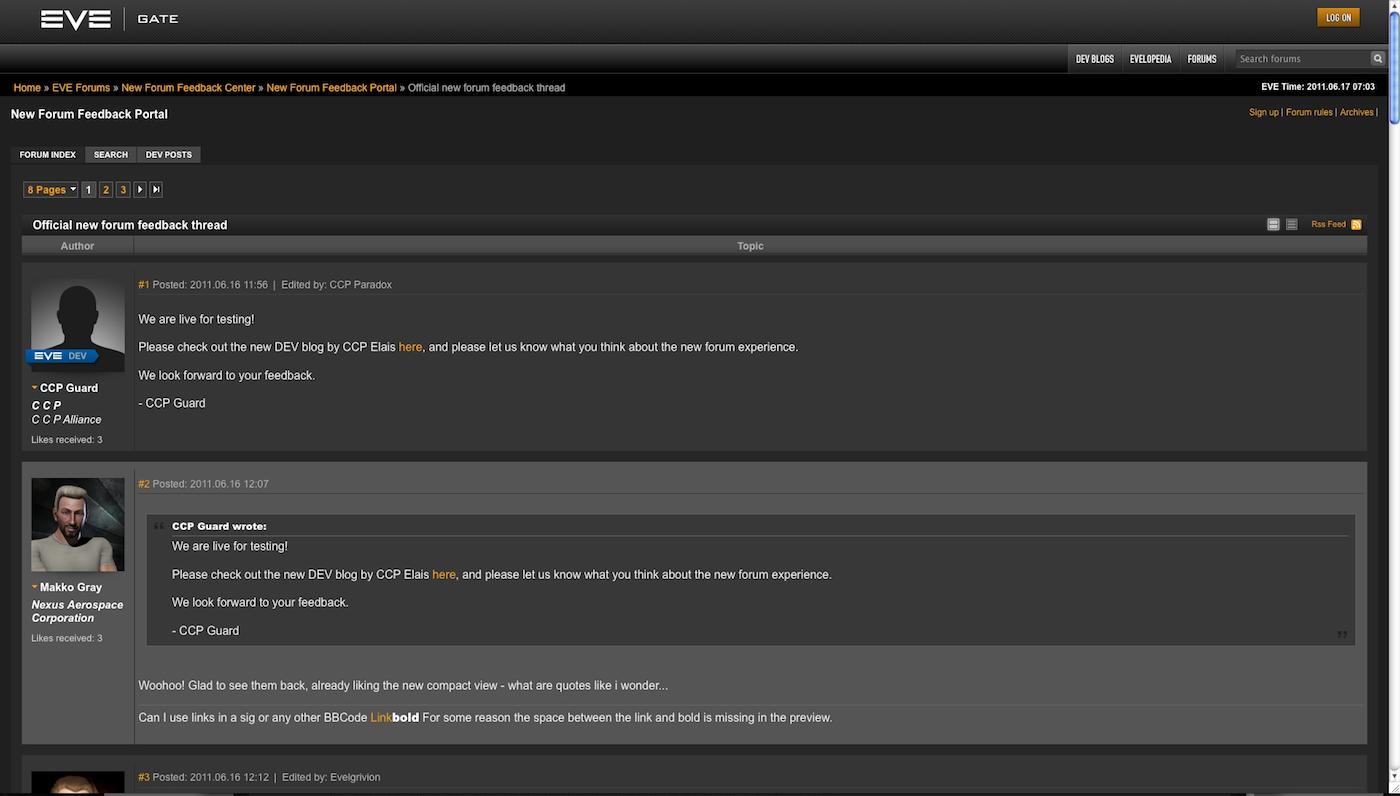 EVE GATE
LOG ON
DEV BLOGS EVELOPEDIA FORUMS Search forums
Home » EVE Forums » New Forum Feedback Center » New Forum Feedback Portal » Official new forum feedback thread
EVE Time: 2011.06.17 07:03
New Forum Feedback Portal
Sign up | Forum rules | Archives |
FORUM INDEX SEARCH DEV POSTS
8 Pages 1 2 3
Official new forum feedback thread
Rss Feed
Author Topic
#1 Posted: 2011.06.16 11:56 | Edited by: CCP Paradox
We are live for testing!
Please check out the new DEV blog by CCP Elais here, and please let us know what you think about the new forum experience.
We look forward to your feedback.
- CCP Guard
EVE DEV
CCP Guard
C C P
C C P Alliance
Likes received: 3
#2 Posted: 2011.06.16 12:07
CCP Guard wrote:
We are live for testing!
Please check out the new DEV blog by CCP Elais here, and please let us know what you think about the new forum experience.
We look forward to your feedback.
- CCP Guard
Makko Gray
Nexus Aerospace
Corporation
Likes received: 3
Woohoo! Glad to see them back, already liking the new compact view - what are quotes like i wonder...
Can I use links in a sig or any other BBCode Linkbold For some reason the space between the link and bold is missing in the preview.
#3 Posted: 2011.06.16 12:12 | Edited by: Evelgrivion